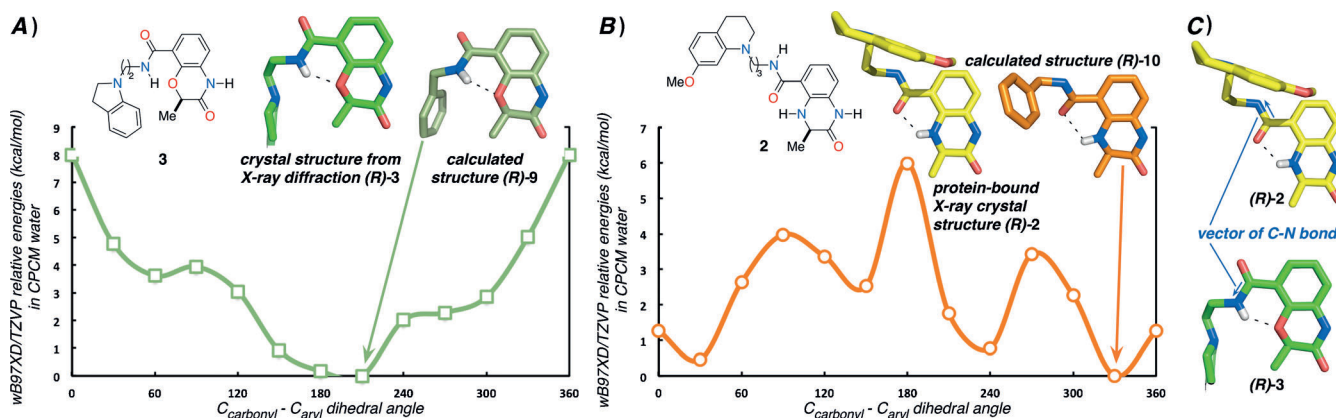 A)
O
N
H
( )2
N
O
N
H
Me
O
3
crystal structure from
X-ray diffraction (R)-3
calculated
structure (R)-9
wB97XD/TZVP relative energies (kcal/mol)
in CPCM water
9
8
7
6
5
4
3
2
1
0
0 60 120 180 240 300 360
Ccarbonyl - Caryl dihedral angle
B)
N
MeO
( )3
H
N
O
H
N
N
H
Me
O
2
protein-bound
X-ray crystal
structure (R)-2
calculated structure (R)-10
wB97XD/TZVP relative energies (kcal/mol)
in CPCM water
7
6
5
4
3
2
1
0
0 60 120 180 240 300 360
Ccarbonyl - Caryl dihedral angle
C)
(R)-2
vector of C-N bond
(R)-3